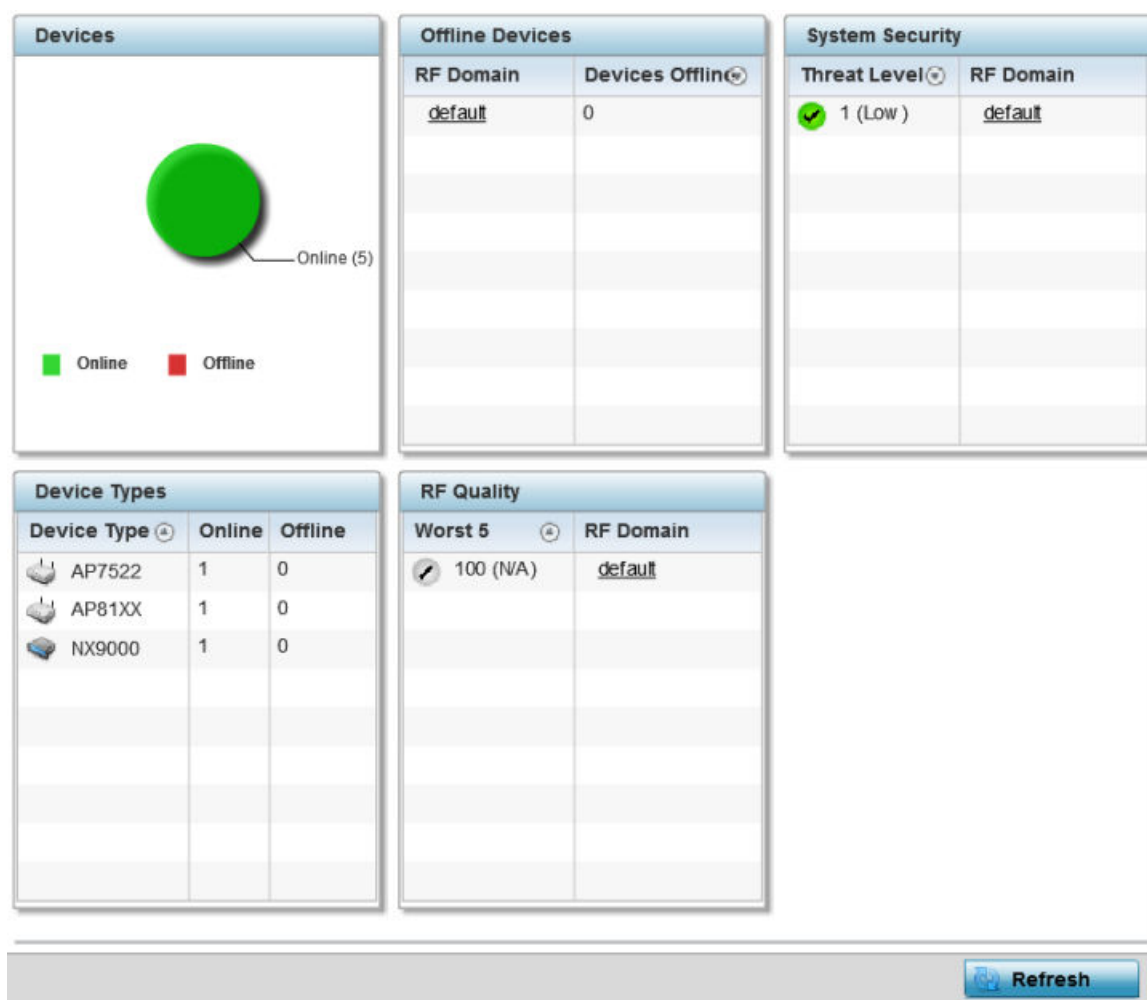 Devices
Online (5)
Online Offline
Offline Devices
RF Domain Devices Offline
default 0
System Security
Threat Level RF Domain
1 (Low ) default
Device Types
Device Type Online Offline
AP7522 1 0
AP81XX 1 0
NX9000 1 0
RF Quality
Worst 5 RF Domain
100 (N/A) default
Refresh